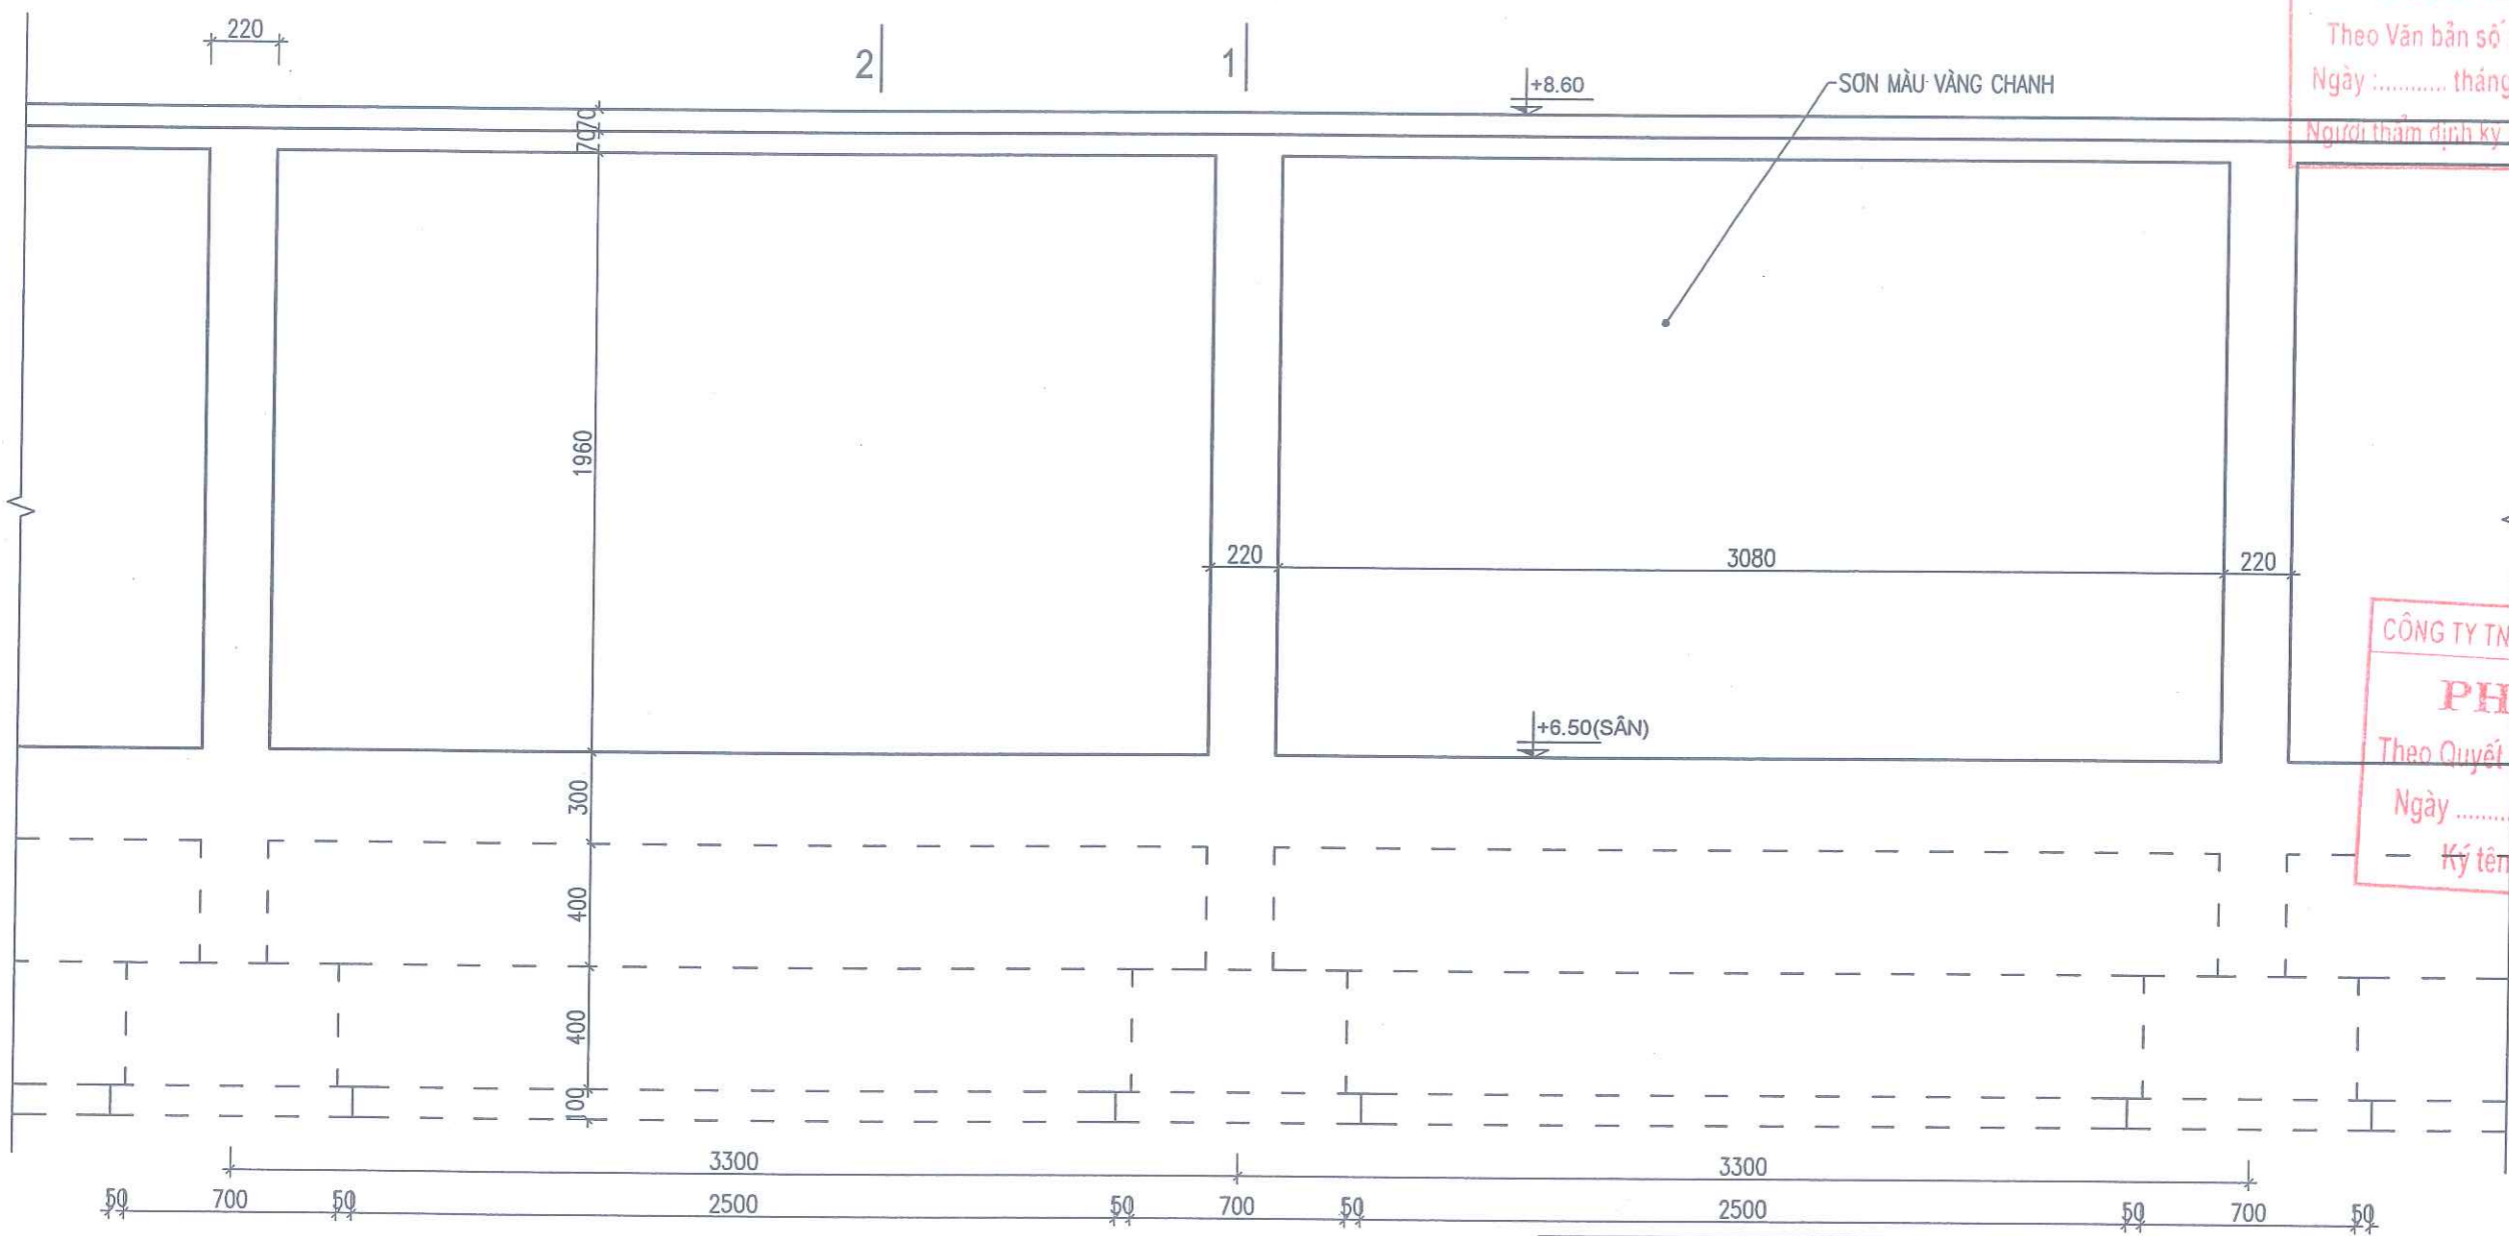 220
2
1
+8.60
SƠN MÀU VÀNG CHANH
Theo Văn bản số
Ngày :........... tháng
Người thẩm định ký
70
70
1960
220
3080
220
CÔNG TY TN
PH
+6.50(SÂN)
Theo Quyết
300
Ngày .........
Ký tên
400
400
100
3300
3300
50
700
50
2500
50
700
50
2500
50
700
50